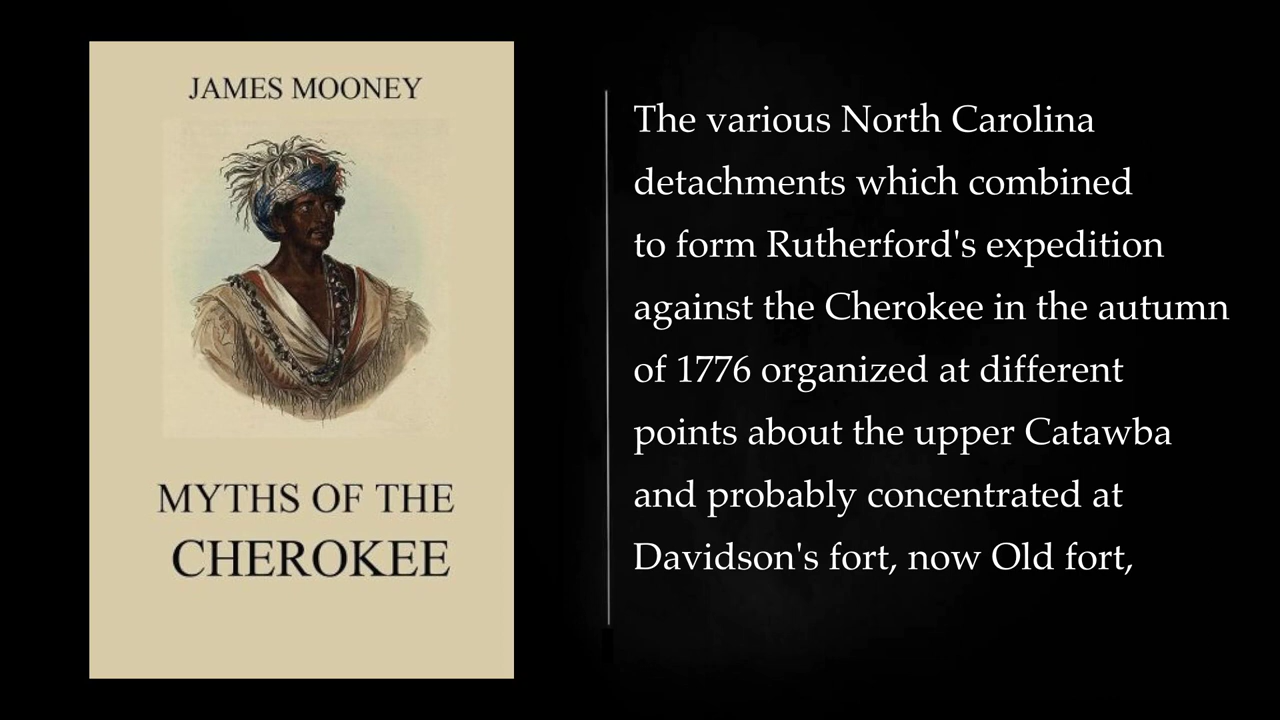 JAMES MOONEY
MYTHS OF THE
CHEROKEE
The various North Carolina
detachments which combined
to form Rutherford's expedition
against the Cherokee in the autumn
of 1776 organized at different
points about the upper Catawba
and probably concentrated at
Davidson's fort, now Old fort,